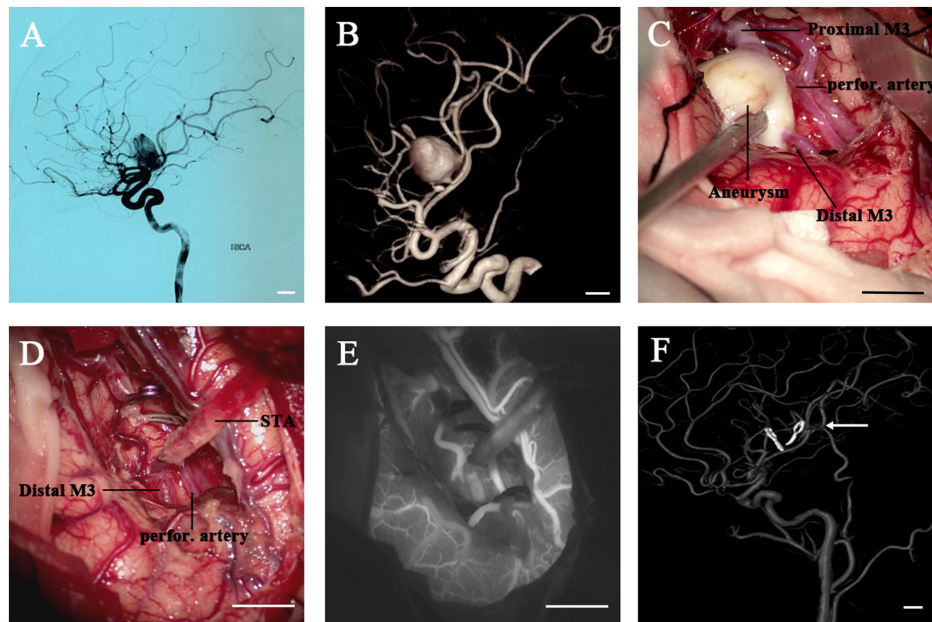 A
RICA
B
C
Proximal M3
perfor. artery
Aneurysm
Distal M3
D
STA
Distal M3
perfor. artery
E
F